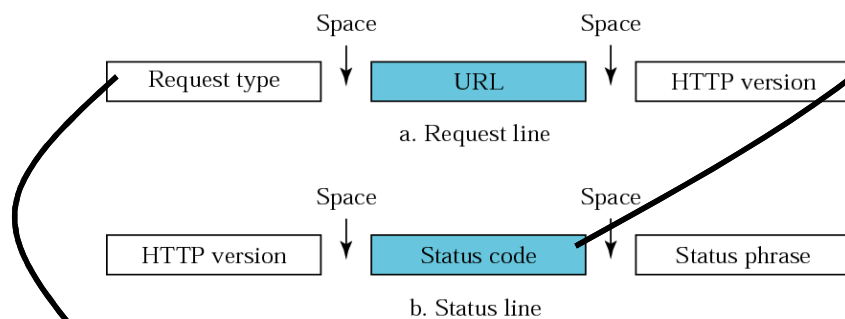 Space Space
Request type URL HTTP version
a. Request line
Space Space
HTTP version Status code Status phrase
b. Status line